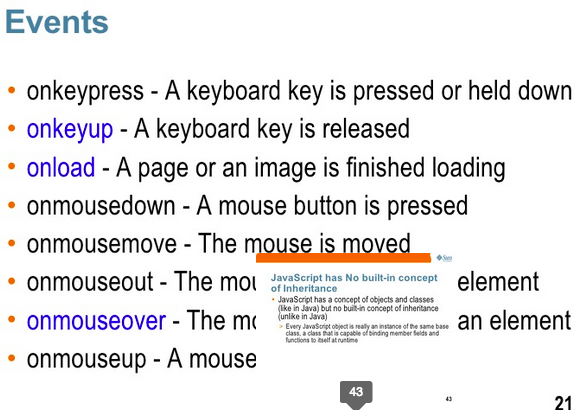 Events
• onkeypress - A keyboard key is pressed or held down
• onkeyup - A keyboard key is released
• onload - A page or an image is finished loading
• onmousedown - A mouse button is pressed
• onmousemove - The mouse is moved
• onmouseout - The mou element
• onmouseover - The mo an element
• onmouseup - A mouse
Sun
JavaScript has No built-in concept
of Inheritance
• JavaScript has a concept of objects and classes
(like in Java) but no built-in concept of inheritance
(unlike in Java)
> Every JavaScript object is really an instance of the same base
class, a class that is capable of binding member fields and
functions to itself at runtime
43
43
21